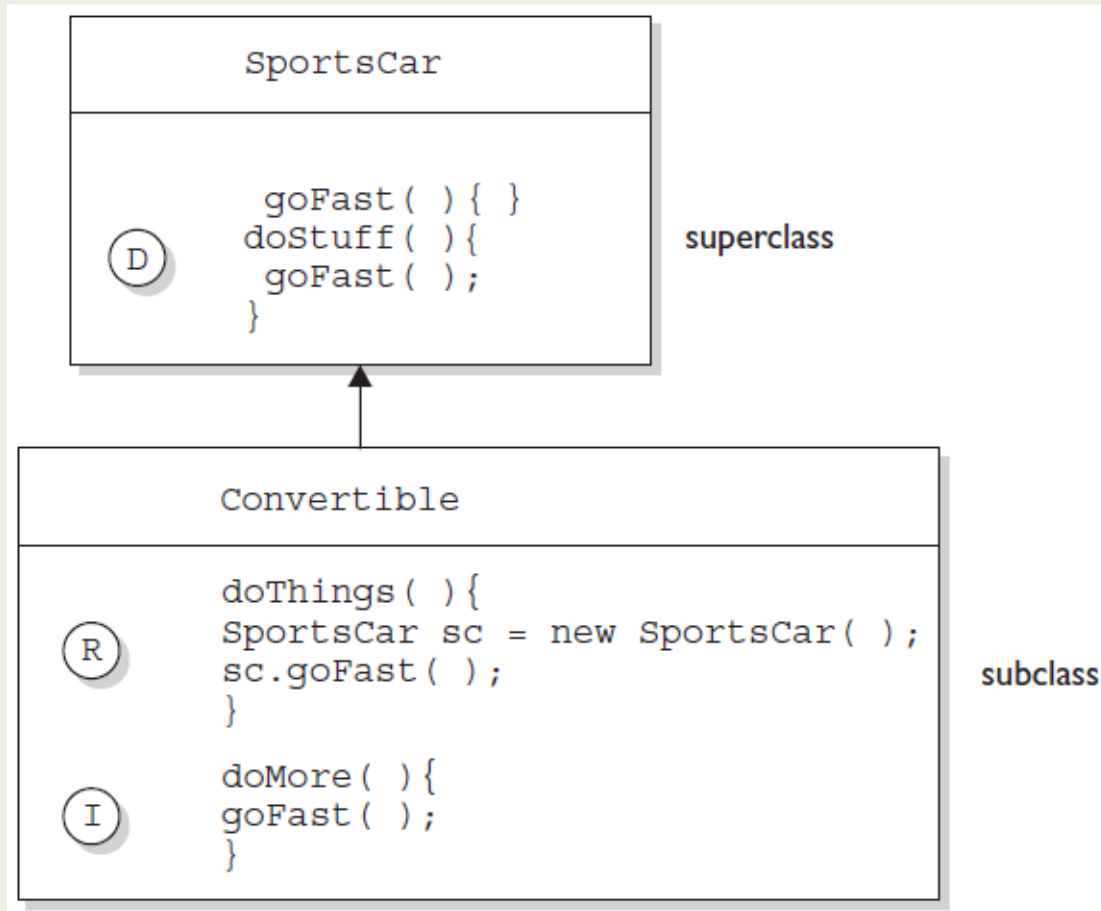 SportsCar
goFast( ){ }
doStuff( ){
goFast( );
}
D
superclass
Convertible
doThings( ){
SportsCar sc = new SportsCar( );
sc.goFast( );
}
R
subclass
doMore( ){
goFast( );
}
I